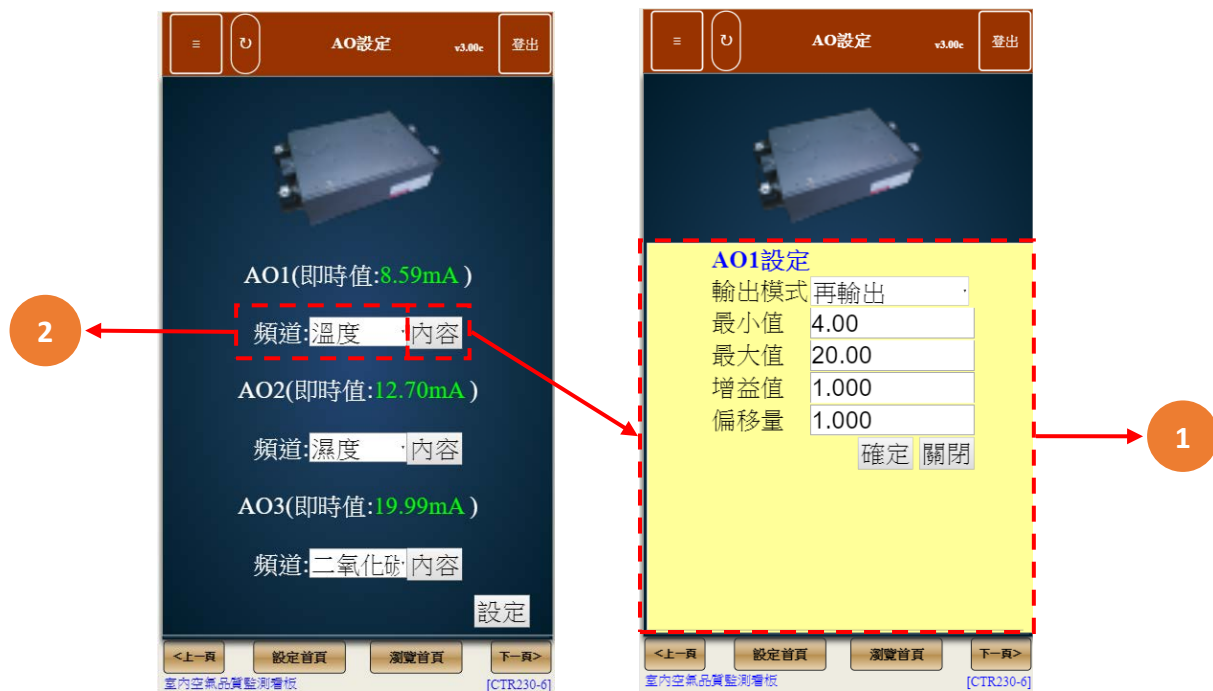 ≡ ↻ AO設定 v3.00c 登出
AO1(即時值:8.59mA )
頻道:溫度 內容
AO2(即時值:12.70mA )
頻道:濕度 內容
AO3(即時值:19.99mA )
頻道:二氧化碳 內容
設定
<上一頁 設定首頁 瀏覽首頁 下一頁>
室內空氣品質監測看板 [CTR230-6]
2
≡ ↻ AO設定 v3.00c 登出
AO1設定
輸出模式 再輸出
最小值 4.00
最大值 20.00
增益值 1.000
偏移量 1.000
確定 關閉
<上一頁 設定首頁 瀏覽首頁 下一頁>
室內空氣品質監測看板 [CTR230-6]
1